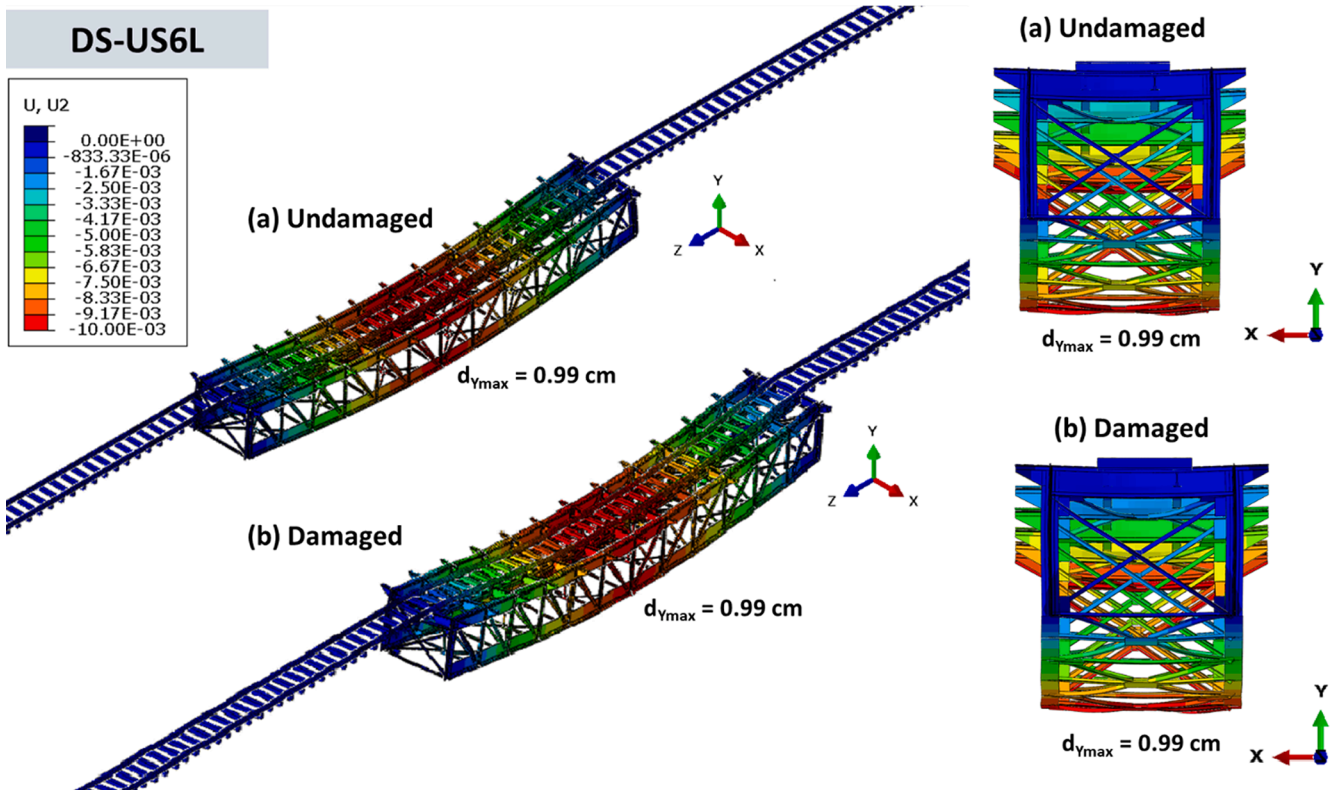 DS-US6L
U, U2
0.00E+00
-833.33E-06
-1.67E-03
-2.50E-03
-3.33E-03
-4.17E-03
-5.00E-03
-5.83E-03
-6.67E-03
-7.50E-03
-8.33E-03
-9.17E-03
-10.00E-03
(a) Undamaged
Y
Z
X
dYmax = 0.99 cm
(b) Damaged
Y
Z
X
dYmax = 0.99 cm
(a) Undamaged
Y
X
dYmax = 0.99 cm
(b) Damaged
Y
X
dYmax = 0.99 cm